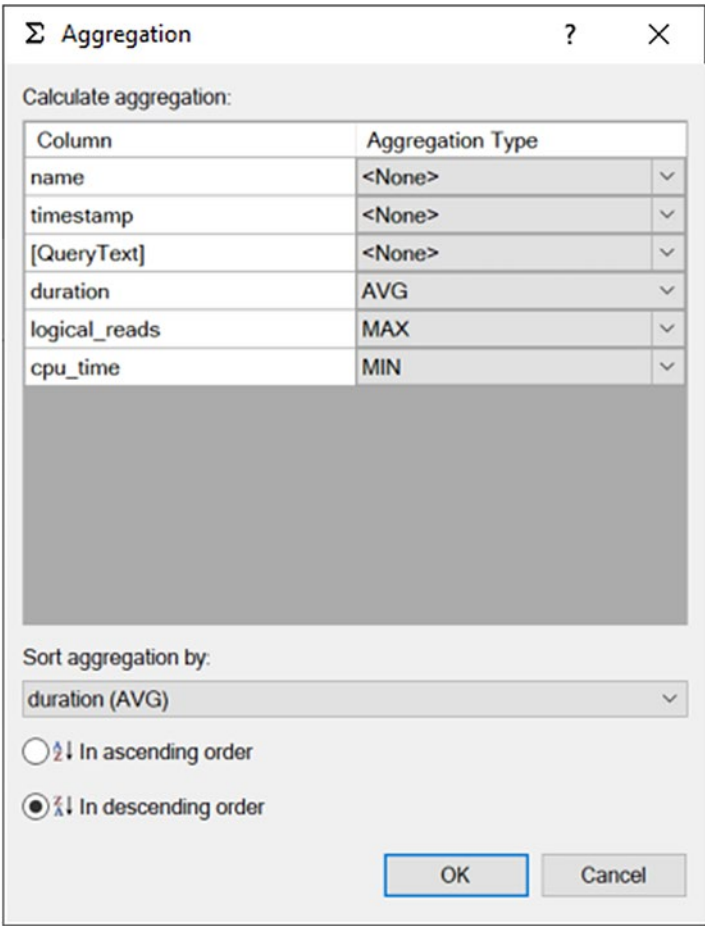 Σ Aggregation ? ×
Calculate aggregation:
Column Aggregation Type
name <None>
timestamp <None>
[QueryText] <None>
duration AVG
logical_reads MAX
cpu_time MIN
Sort aggregation by:
duration (AVG)
In ascending order
In descending order
OK Cancel